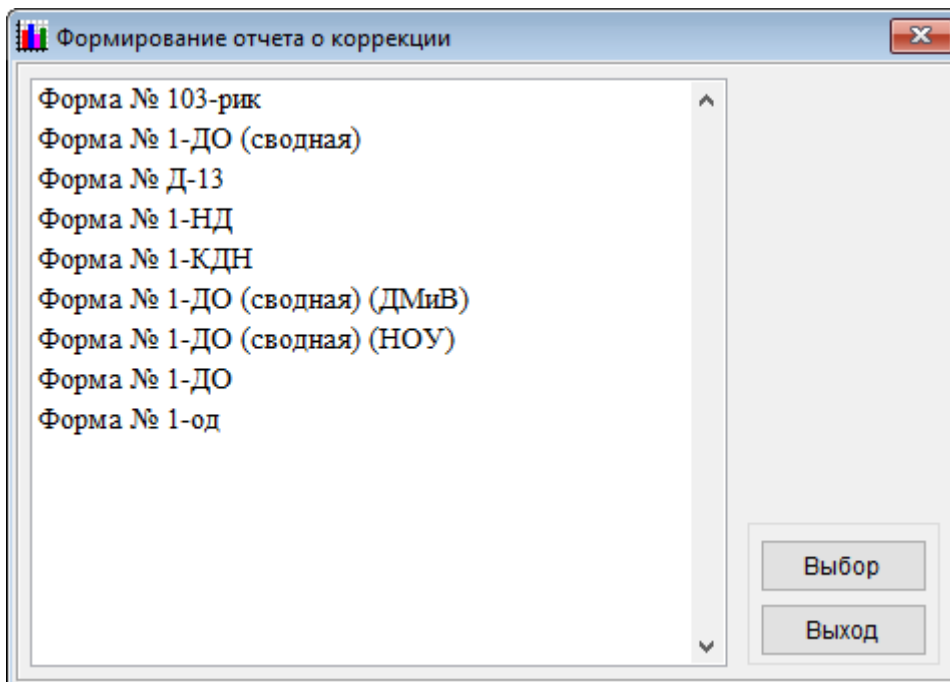 Формирование отчета о коррекции
Форма № 103-рик
Форма № 1-ДО (сводная)
Форма № Д-13
Форма № 1-НД
Форма № 1-КДН
Форма № 1-ДО (сводная) (ДМиВ)
Форма № 1-ДО (сводная) (НОУ)
Форма № 1-ДО
Форма № 1-од
Выбор
Выход